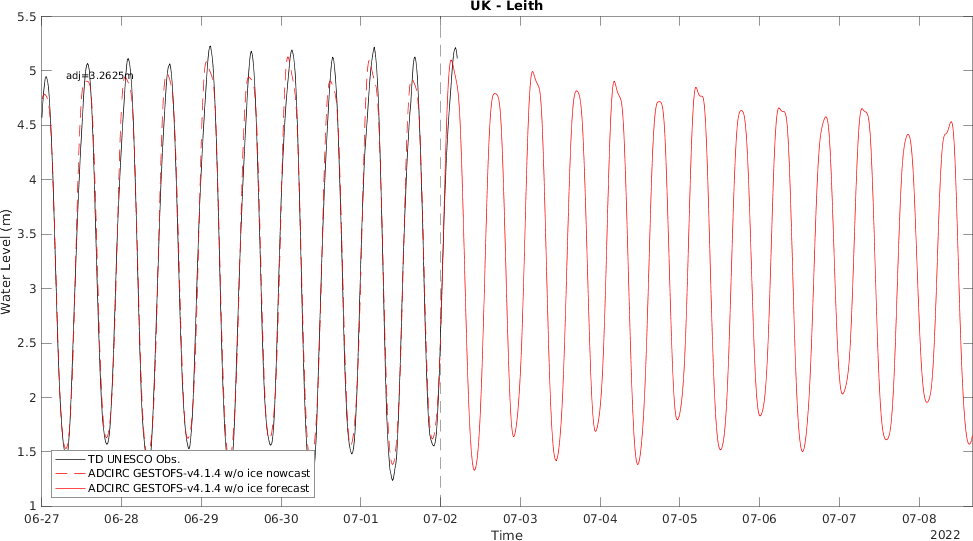 UK - Leith
5.5
5
4.5
4
3.5
3
2.5
2
1.5
1
Water Level (m)
adj=3.2625m
TD UNESCO Obs.
ADCIRC GESTOFS-v4.1.4 w/o ice nowcast
ADCIRC GESTOFS-v4.1.4 w/o ice forecast
06-27 06-28 06-29 06-30 07-01 07-02 07-03 07-04 07-05 07-06 07-07 07-08
Time
2022